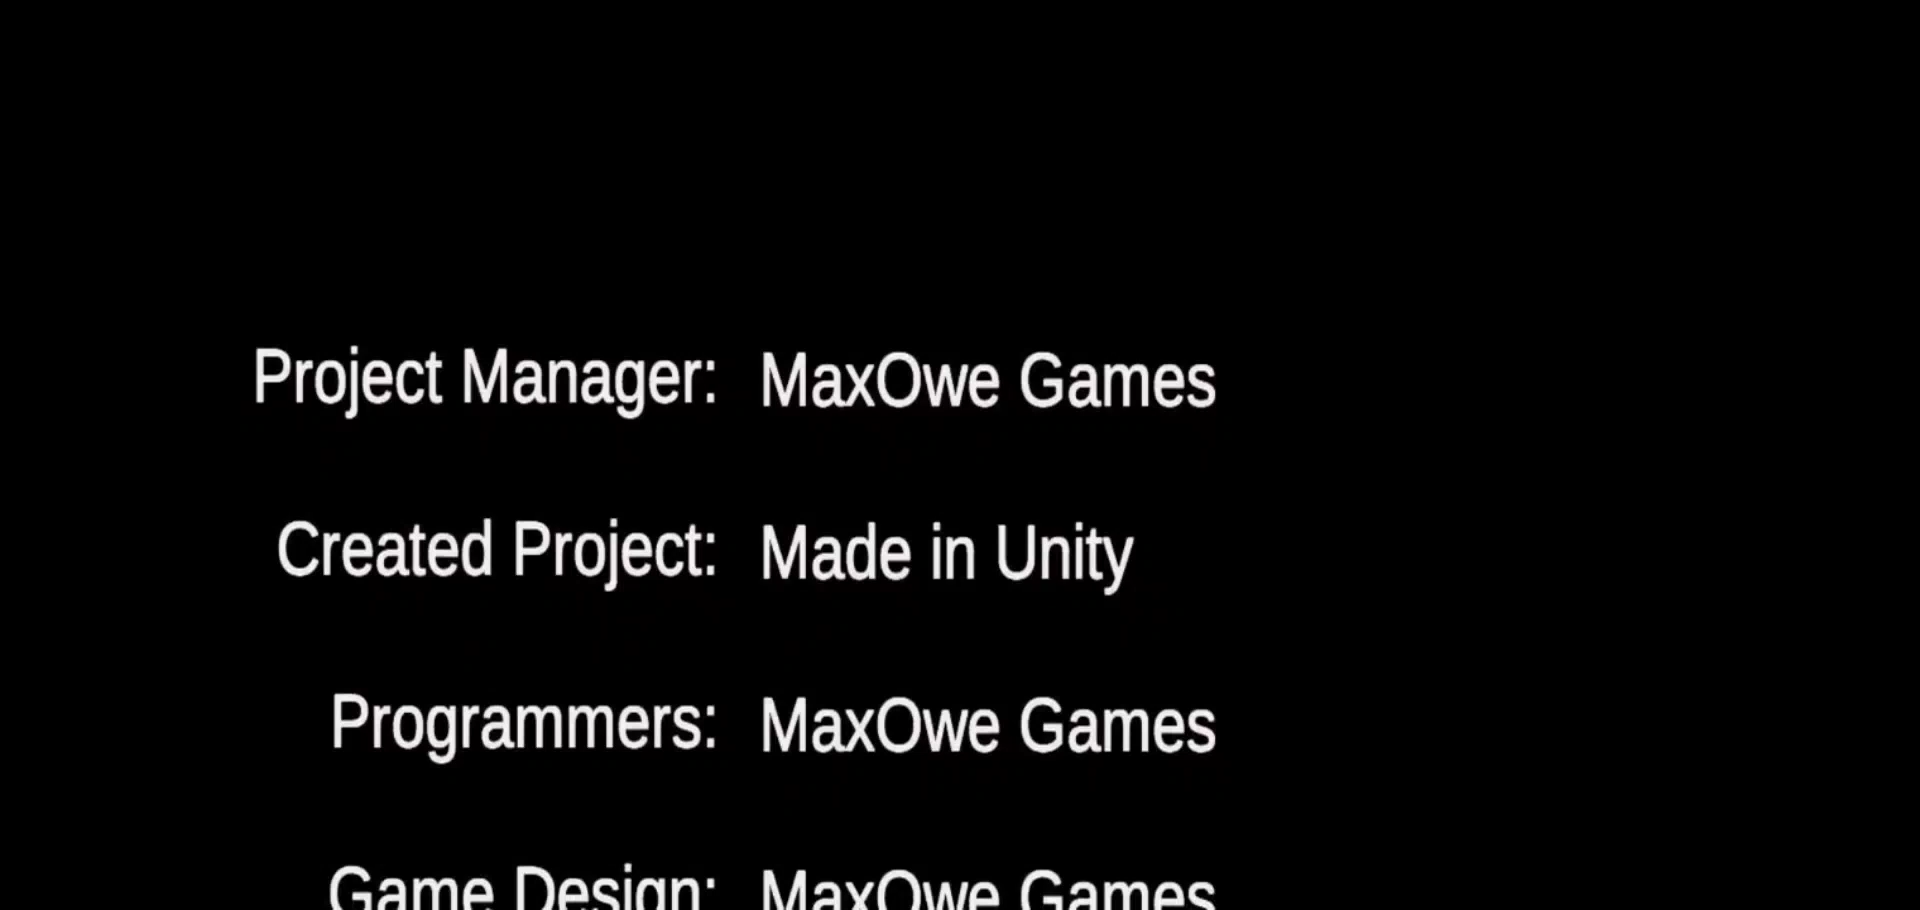 Project Manager: MaxOwe Games
Created Project: Made in Unity
Programmers: MaxOwe Games
Game Design: MaxOwe Games